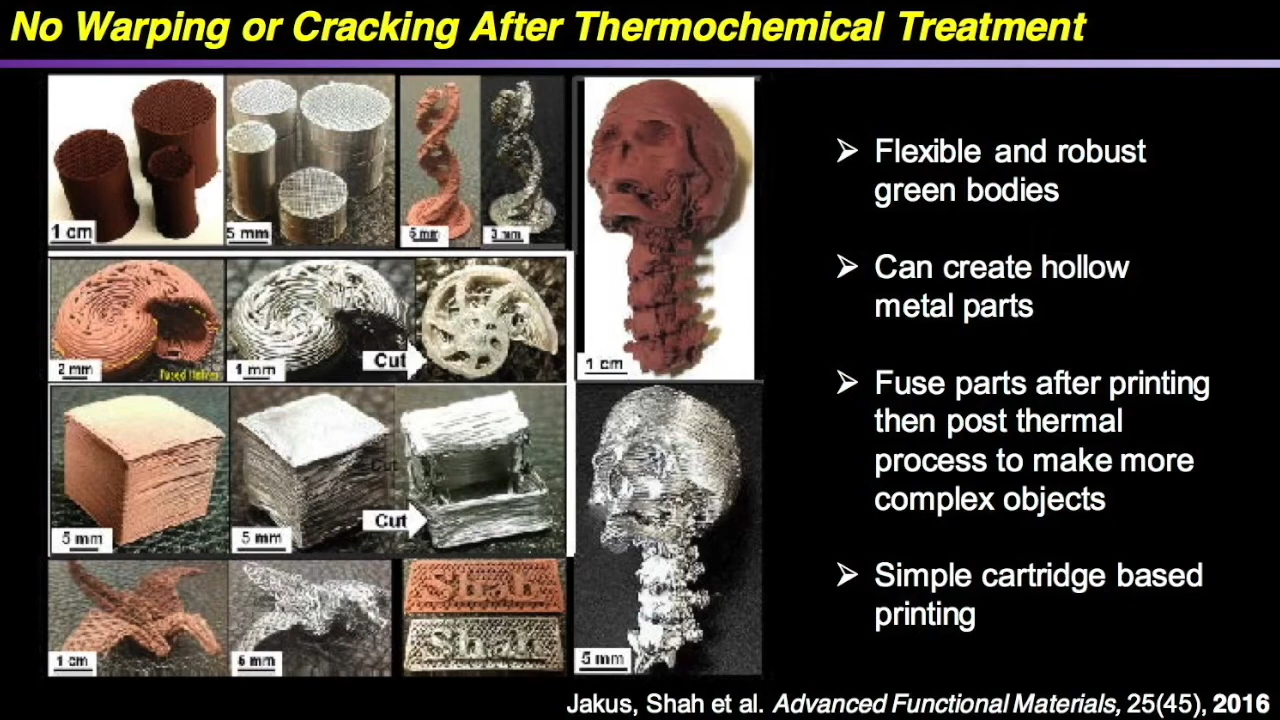 No Warping or Cracking After Thermochemical Treatment
1 cm
5 mm
5 mm
3 mm
1 cm
2 mm
1 mm
Cut
Cut
5 mm
5 mm
Cut
1 cm
5 mm
Shah
Shah
5 mm
Flexible and robust
green bodies
Can create hollow
metal parts
Fuse parts after printing
then post thermal
process to make more
complex objects
Simple cartridge based
printing
Jakus, Shah et al. Advanced Functional Materials, 25(45), 2016